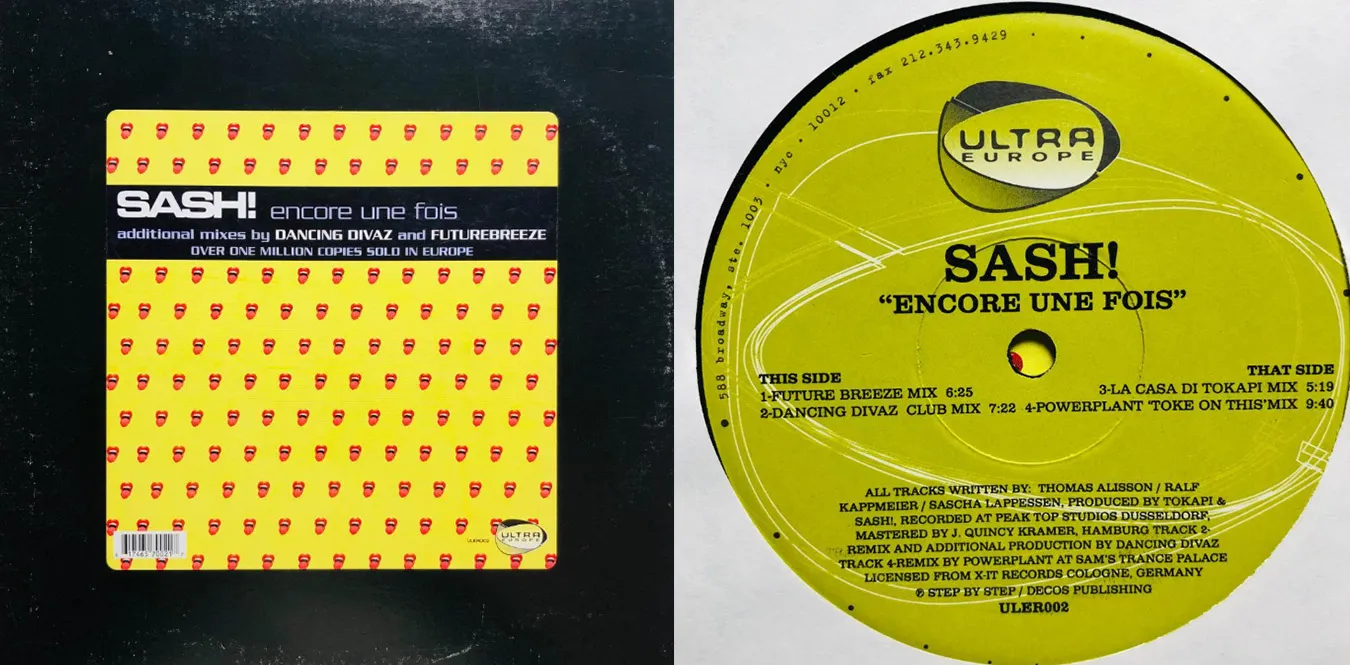 SASH! encore une fois
additional mixes by DANCING DIVAZ and FUTUREBREEZE
OVER ONE MILLION COPIES SOLD IN EUROPE
ULER002
ULTRA
EUROPE
588 broadway, ste. 1003 · nyc · 10012 · fax 212.343.9429
ULTRA
EUROPE
SASH!
“ENCORE UNE FOIS”
THIS SIDE
1-FUTURE BREEZE MIX 6:25
2-DANCING DIVAZ CLUB MIX 7:22
THAT SIDE
3-LA CASA DI TOKAPI MIX 5:19
4-POWERPLANT 'TOKE ON THIS'MIX 9:40
ALL TRACKS WRITTEN BY: THOMAS ALISSON / RALF
KAPPMEIER / SASCHA LAPPESSEN, PRODUCED BY TOKAPI &
SASH!, RECORDED AT PEAK TOP STUDIOS DUSSELDORF,
MASTERED BY J. QUINCY KRAMER, HAMBURG TRACK 2-
REMIX AND ADDITIONAL PRODUCTION BY DANCING DIVAZ
TRACK 4-REMIX BY POWERPLANT AT SAM'S TRANCE PALACE
LICENSED FROM X-IT RECORDS COLOGNE, GERMANY
℗ STEP BY STEP / DECOS PUBLISHING
ULER002